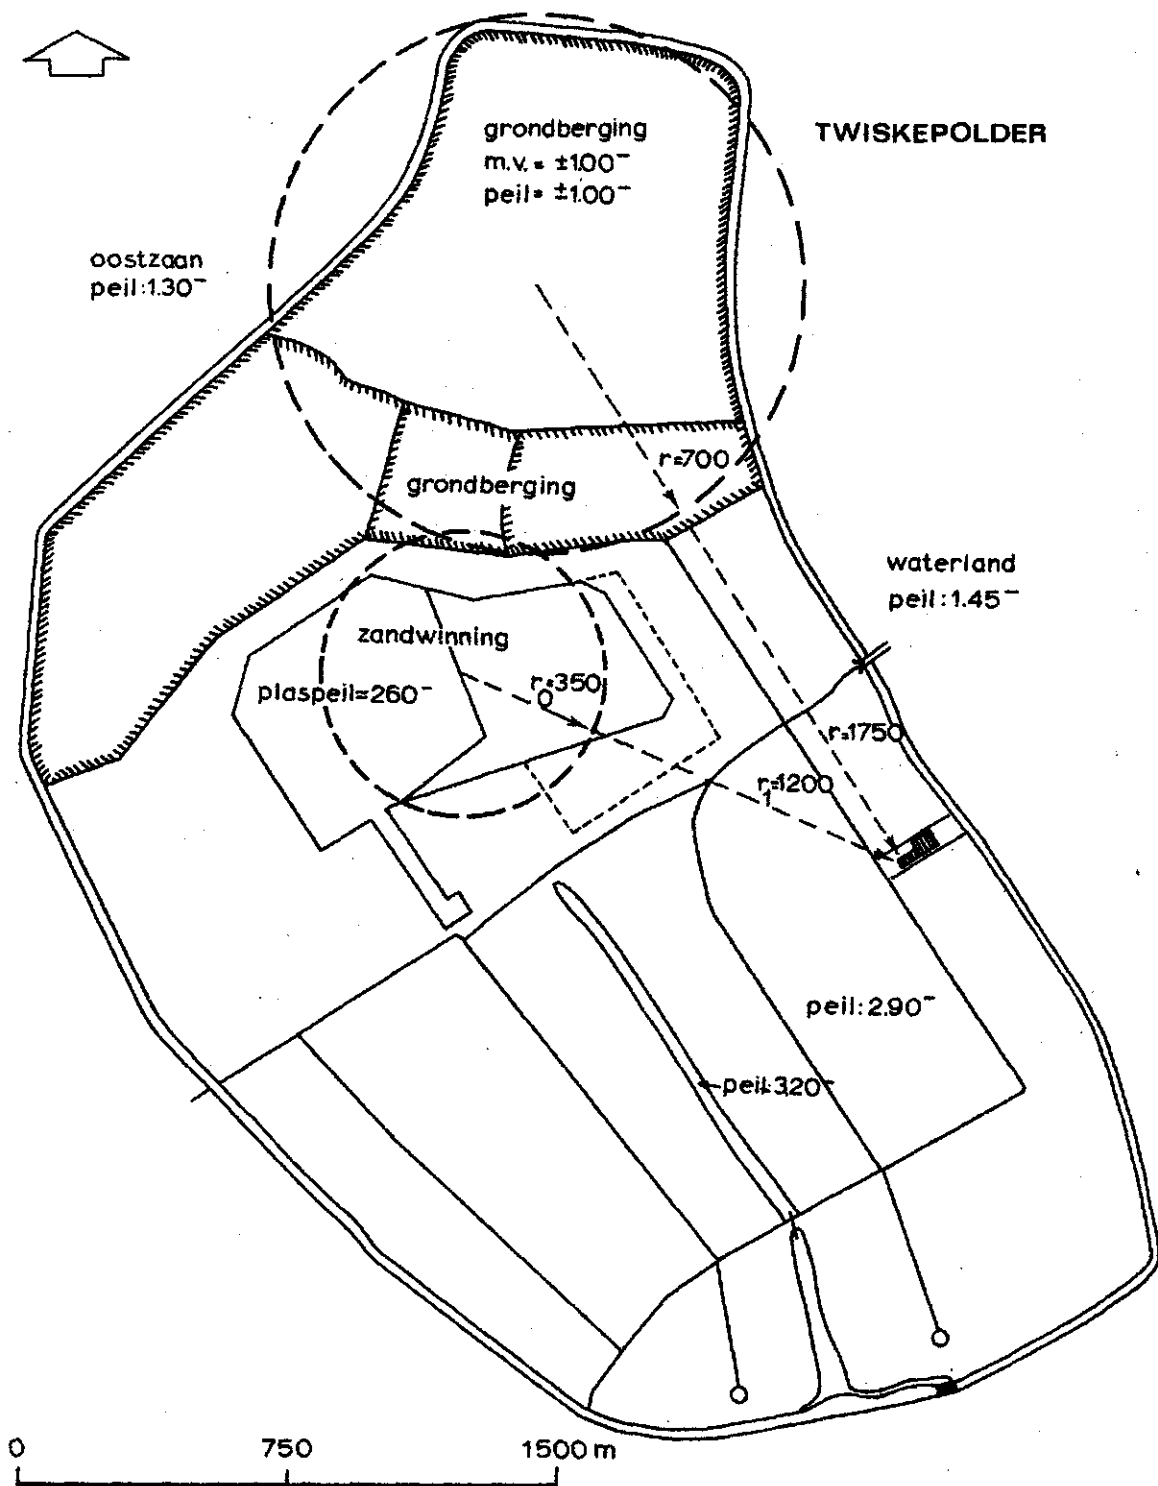 TWISKEPOLDER
grondberging
m.v. = ±1.00⁻
peil= ±1.00⁻
oostzaan
peil:1.30⁻
r=700
grondberging
waterland
peil:1.45⁻
zandwinning
plaspeil=260⁻
r₀=350
r=1750
r₁=1200
peil:2.90⁻
peil:3.20⁻
0 750 1500 m